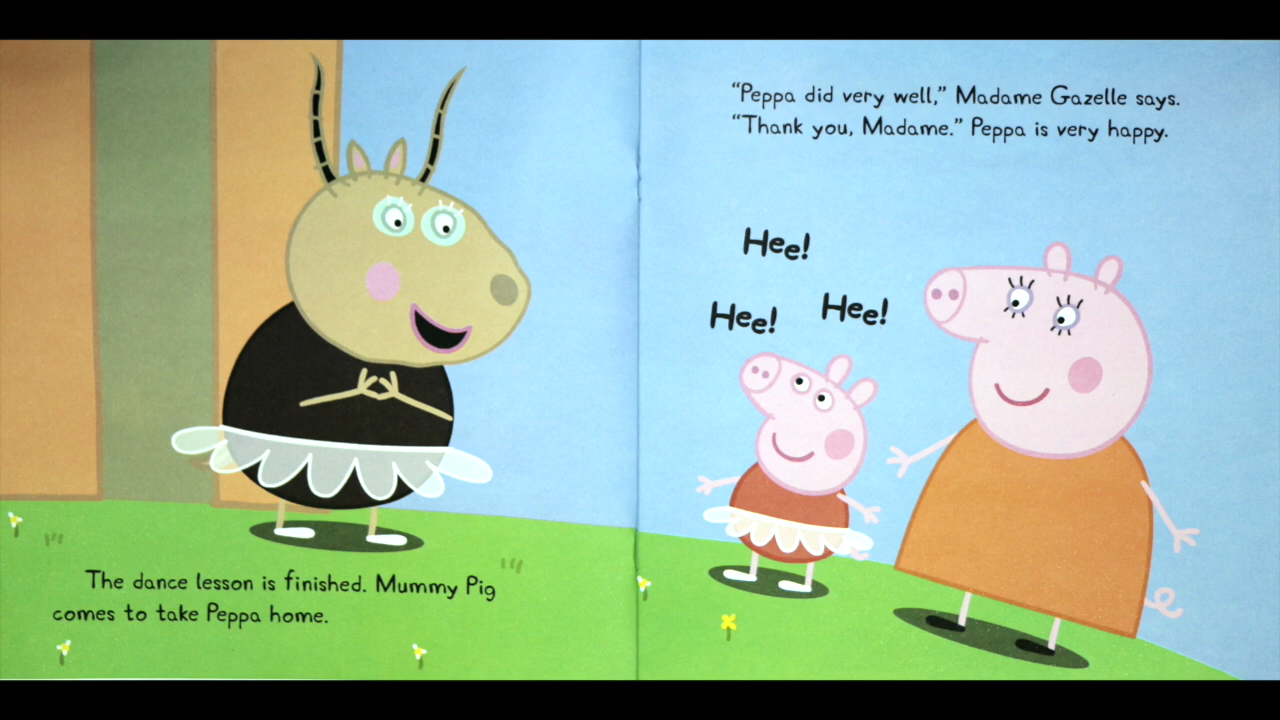 The dance lesson is finished. Mummy Pig
comes to take Peppa home.
“Peppa did very well,” Madame Gazelle says.
“Thank you, Madame.” Peppa is very happy.
Hee!
Hee! Hee!